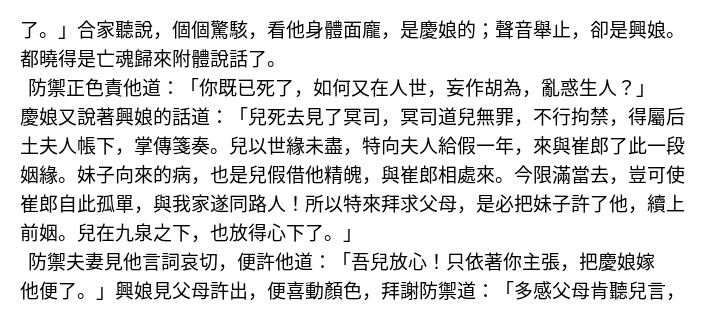 了。」合家聽說，個個驚駭，看他身體面龐，是慶娘的；聲音舉止，卻是興娘。
都曉得是亡魂歸來附體說話了。
防禦正色責他道：「你既已死了，如何又在人世，妄作胡為，亂惑生人？」
慶娘又說著興娘的話道：「兒死去見了冥司，冥司道兒無罪，不行拘禁，得屬后
土夫人帳下，掌傳箋奏。兒以世緣未盡，特向夫人給假一年，來與崔郎了此一段
姻緣。妹子向來的病，也是兒假借他精魄，與崔郎相處來。今限滿當去，豈可使
崔郎自此孤單，與我家遂同路人！所以特來拜求父母，是必把妹子許了他，續上
前姻。兒在九泉之下，也放得心下了。」
防禦夫妻見他言詞哀切，便許他道：「吾兒放心！只依著你主張，把慶娘嫁
他便了。」興娘見父母許出，便喜動顏色，拜謝防禦道：「多感父母肯聽兒言，